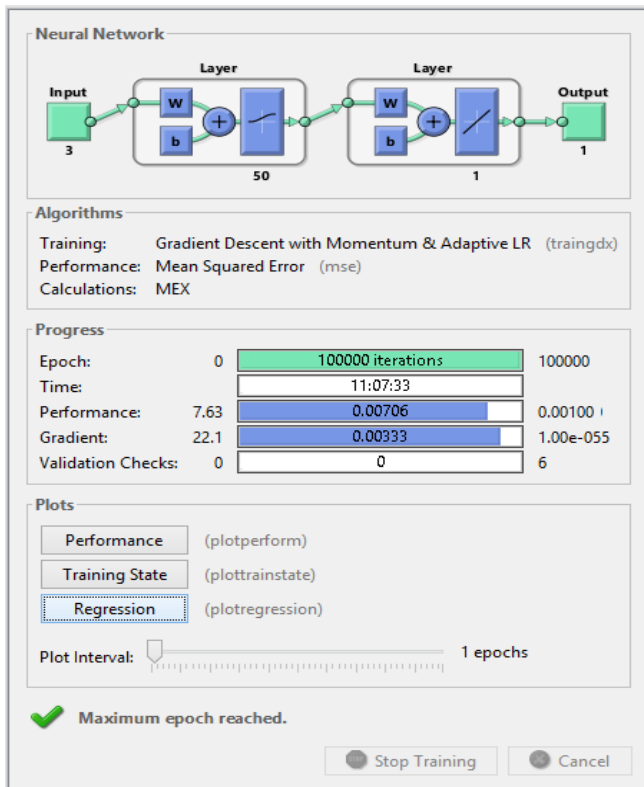 Neural Network
Layer Layer
Input Output
W W
+ +
b b
3 50 1 1
Algorithms
Training: Gradient Descent with Momentum & Adaptive LR (traingdx)
Performance: Mean Squared Error (mse)
Calculations: MEX
Progress
Epoch: 0 100000 iterations 100000
Time: 11:07:33
Performance: 7.63 0.00706 0.00100
Gradient: 22.1 0.00333 1.00e-055
Validation Checks: 0 0 6
Plots
Performance (plotperform)
Training State (plottrainstate)
Regression (plotregression)
Plot Interval: 1 epochs
Maximum epoch reached.
Stop Training Cancel